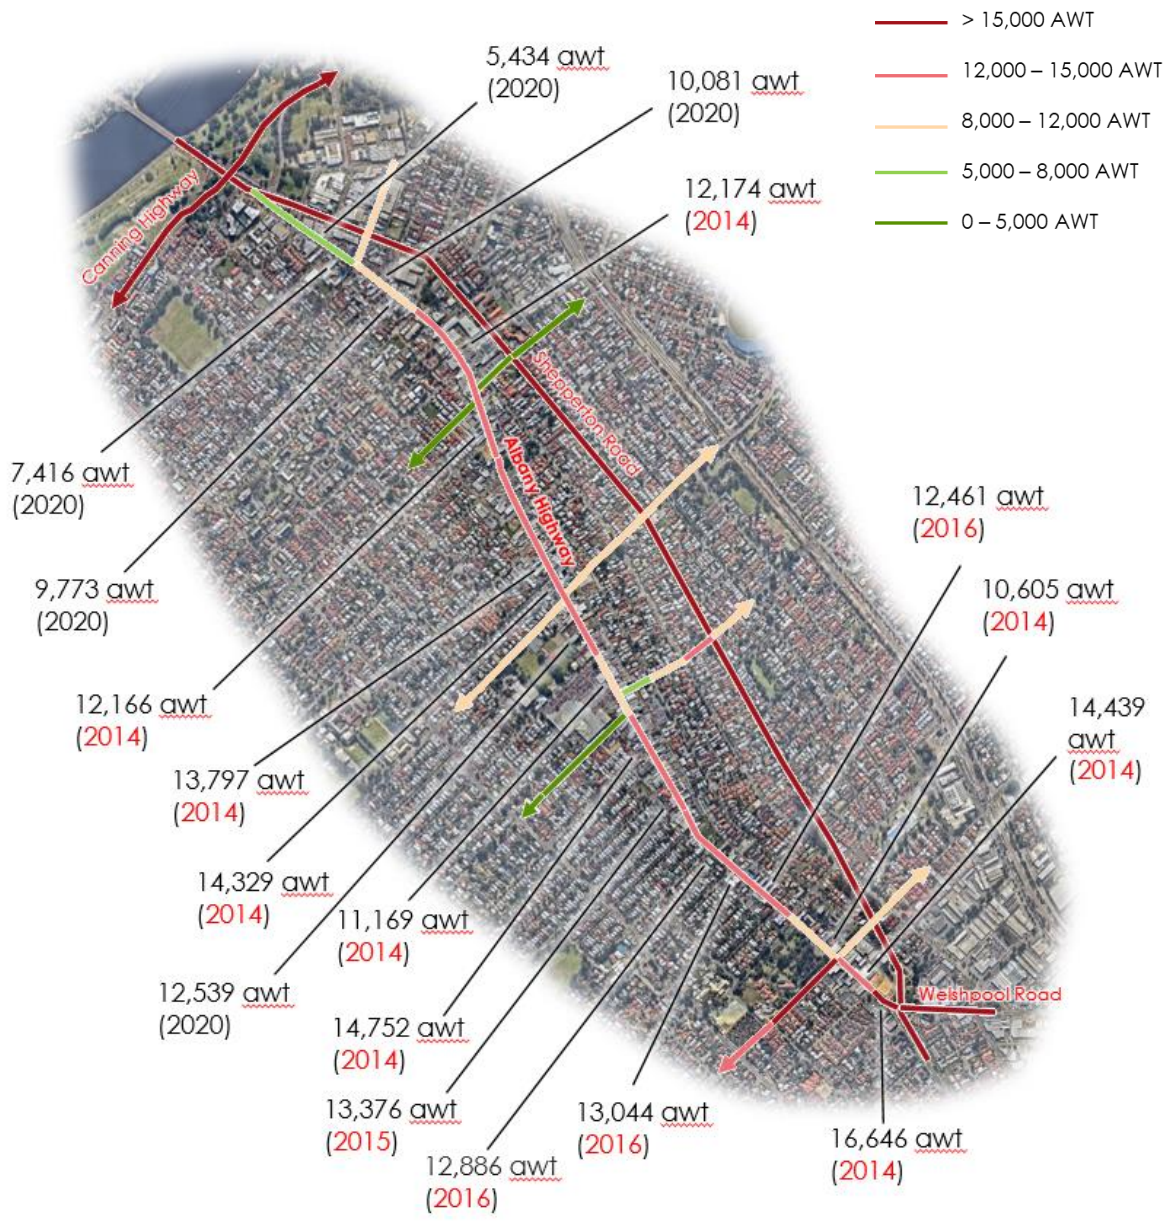 > 15,000 AWT
12,000 – 15,000 AWT
8,000 – 12,000 AWT
5,000 – 8,000 AWT
0 – 5,000 AWT
5,434 awt
(2020)
10,081 awt
(2020)
12,174 awt
(2014)
Canning Highway
Shepperton Road
Albany Highway
7,416 awt
(2020)
9,773 awt
(2020)
12,461 awt
(2016)
10,605 awt
(2014)
12,166 awt
(2014)
14,439
awt
(2014)
13,797 awt
(2014)
14,329 awt
(2014)
11,169 awt
(2014)
12,539 awt
(2020)
Welshpool Road
14,752 awt
(2014)
13,376 awt
(2015)
13,044 awt
(2016)
12,886 awt
(2016)
16,646 awt
(2014)